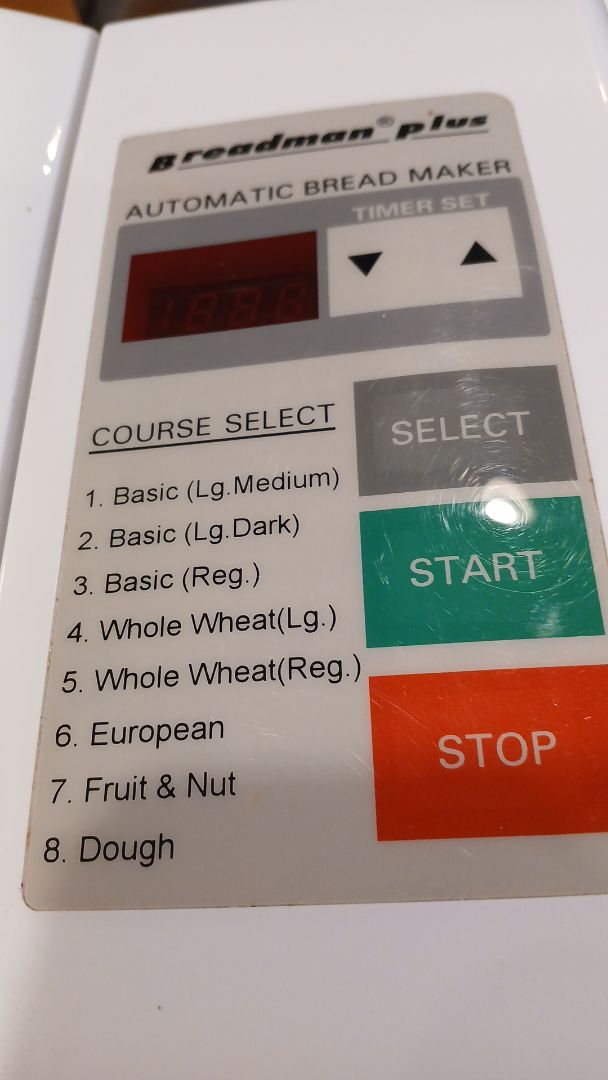 Breadman® plus
AUTOMATIC BREAD MAKER
TIMER SET
▼ ▲
COURSE SELECT
SELECT
1. Basic (Lg.Medium)
2. Basic (Lg.Dark)
3. Basic (Reg.)
START
4. Whole Wheat(Lg.)
5. Whole Wheat(Reg.)
6. European
STOP
7. Fruit & Nut
8. Dough